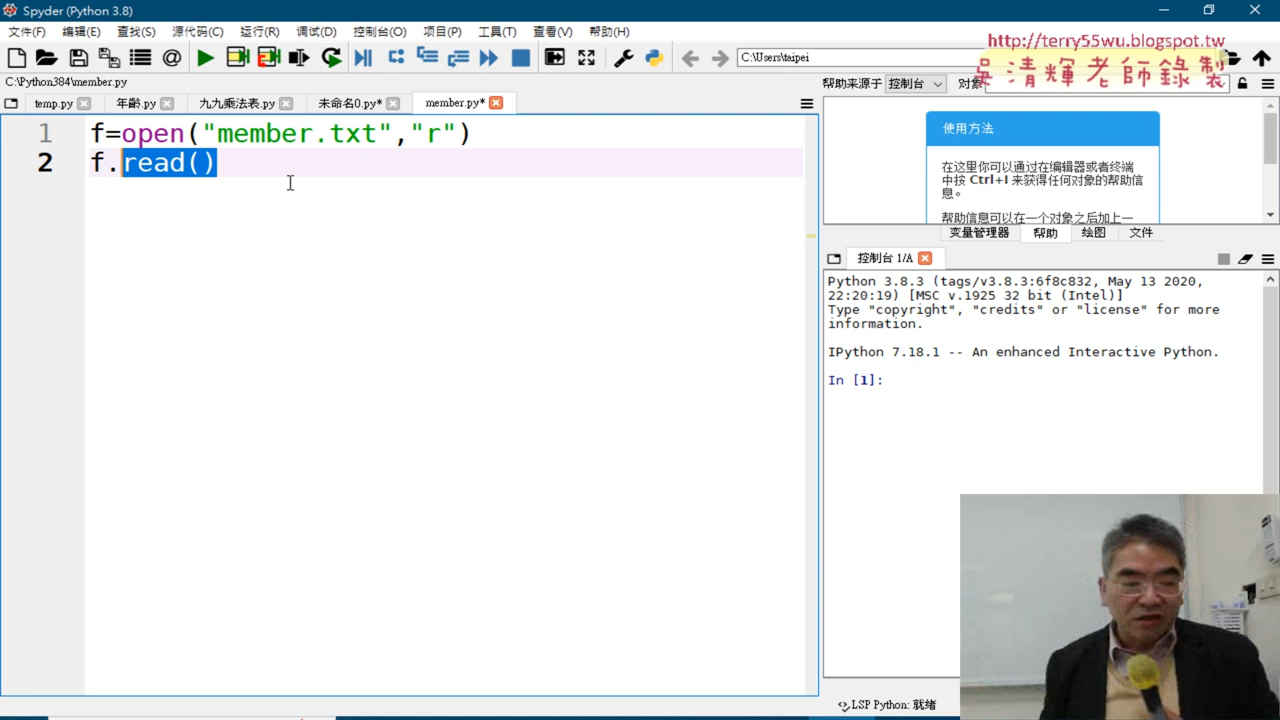 Spyder (Python 3.8)
文件(F) 编辑(E) 查找(S) 源代码(C) 运行(R) 调试(D) 控制台(O) 项目(P) 工具(T) 查看(V) 帮助(H)
http://terry55wu.blogspot.tw
吳清輝老師錄製
C:\Users\taipei
C:\Python384\member.py
帮助来源于 控制台 对象
temp.py 年齡.py 九九乘法表.py 未命名0.py* member.py*
1 f=open("member.txt","r")
2 f.read()
使用方法
在这里你可以通过在编辑器或者终端
中按 Ctrl+I 来获得任何对象的帮助信
息。
帮助信息可以在一个对象之后加上一
变量管理器 帮助 绘图 文件
控制台 1/A
Python 3.8.3 (tags/v3.8.3:6f8c832, May 13 2020,
22:20:19) [MSC v.1925 32 bit (Intel)]
Type "copyright", "credits" or "license" for more
information.
IPython 7.18.1 -- An enhanced Interactive Python.
In [1]:
LSP Python: 就绪